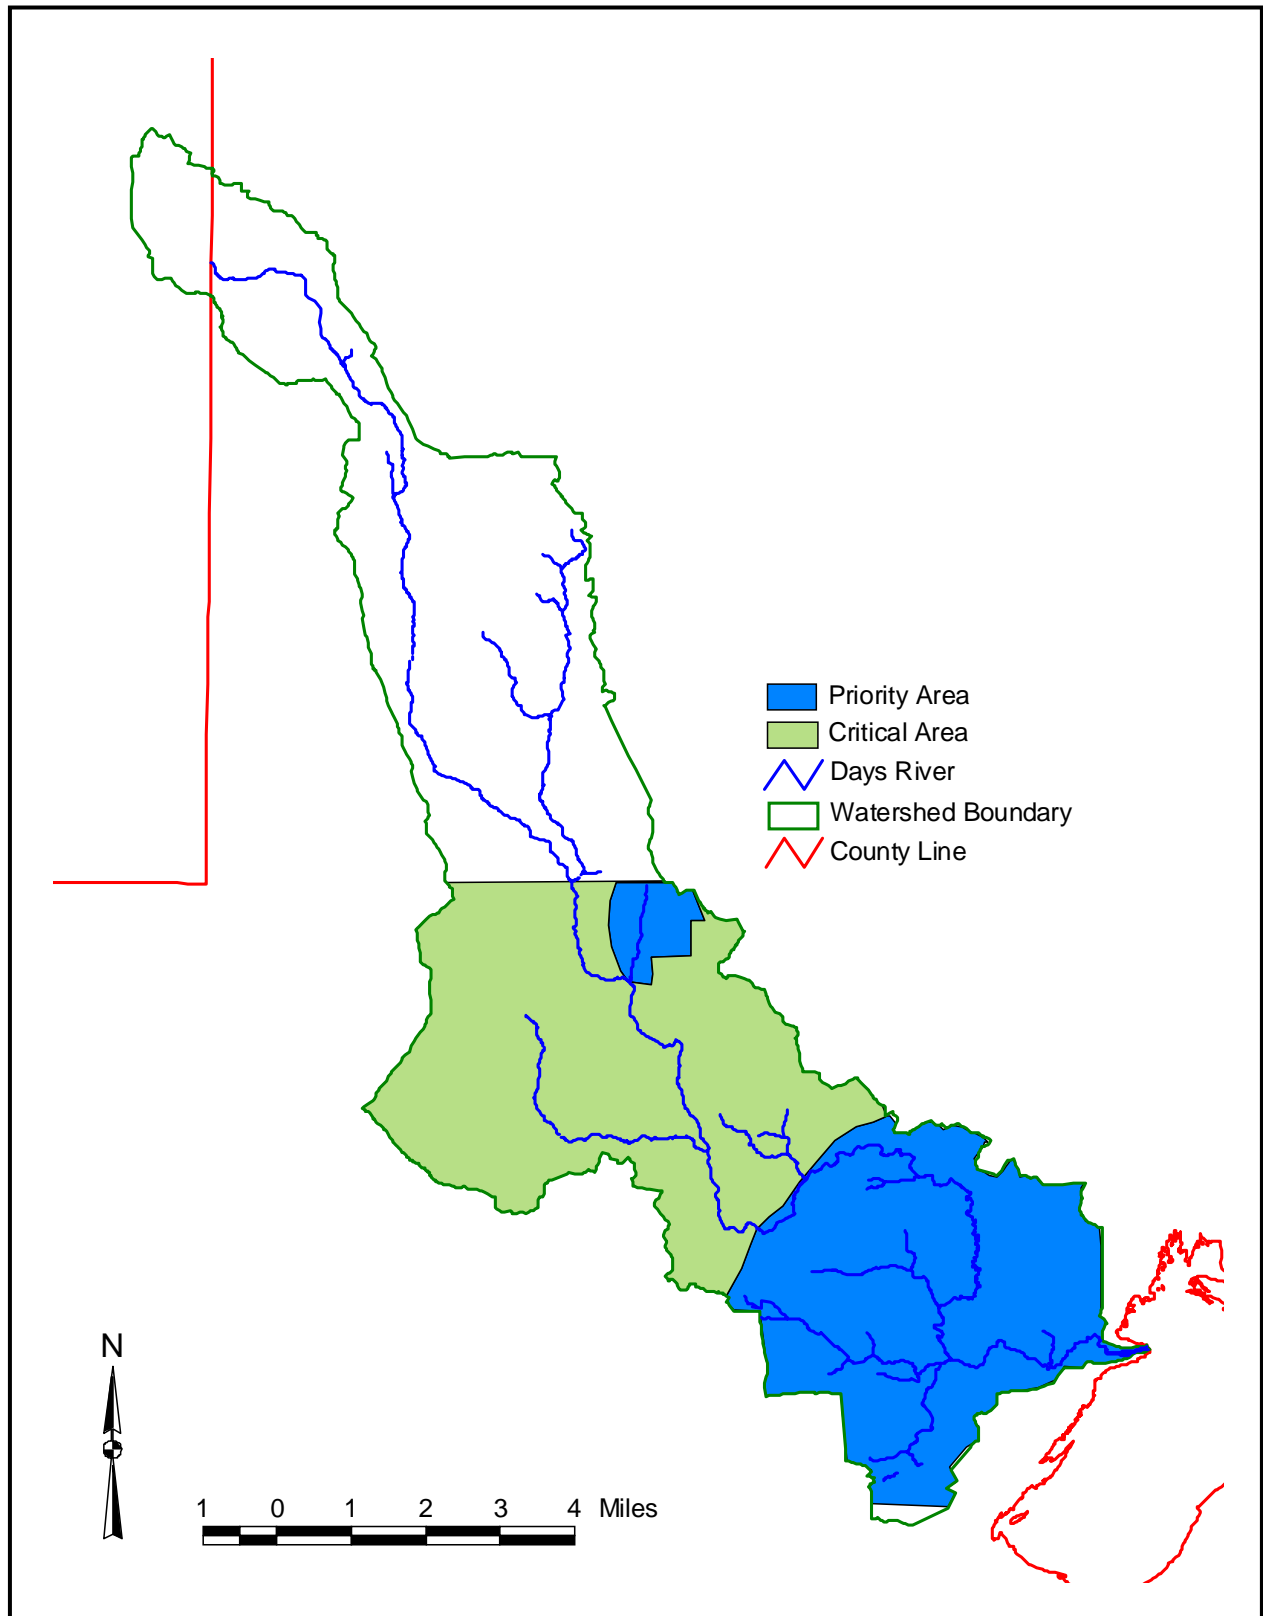 Priority Area
Critical Area
Days River
Watershed Boundary
County Line
N
1 0 1 2 3 4 Miles